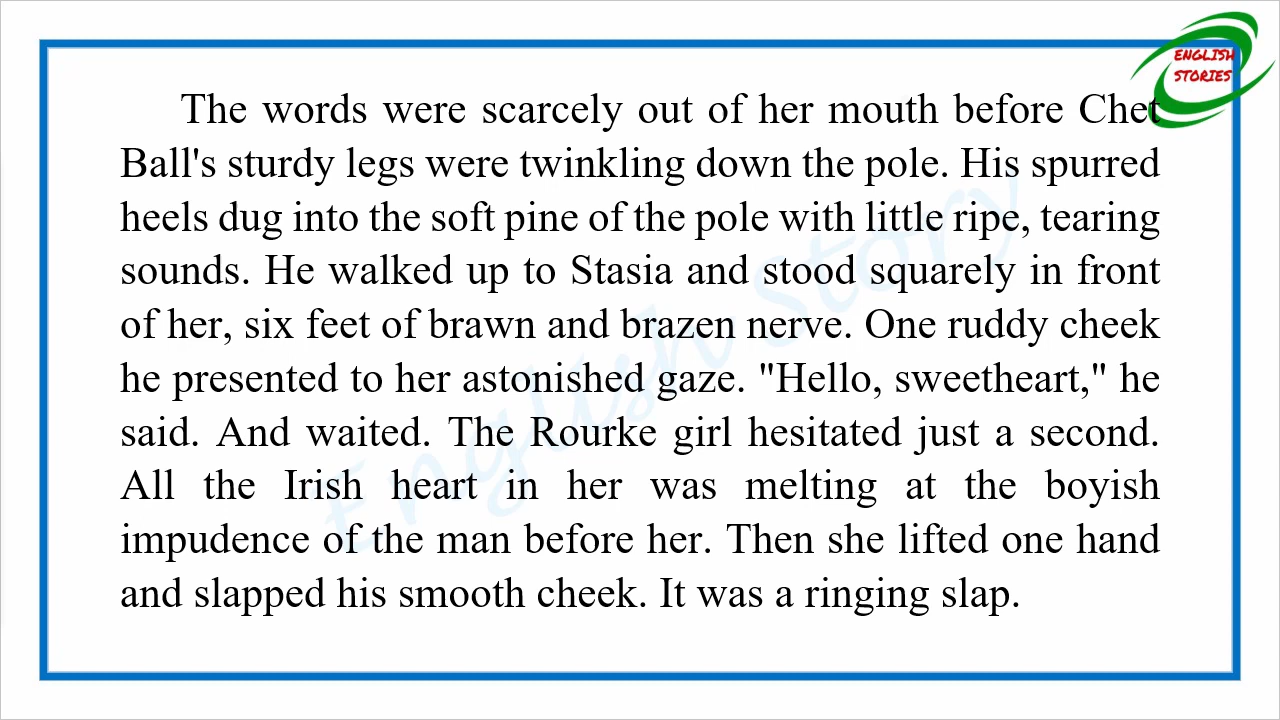 ENGLISH
STORIES
The words were scarcely out of her mouth before Chet
Ball's sturdy legs were twinkling down the pole. His spurred
heels dug into the soft pine of the pole with little ripe, tearing
sounds. He walked up to Stasia and stood squarely in front
of her, six feet of brawn and brazen nerve. One ruddy cheek
he presented to her astonished gaze. "Hello, sweetheart," he
said. And waited. The Rourke girl hesitated just a second.
All the Irish heart in her was melting at the boyish
impudence of the man before her. Then she lifted one hand
and slapped his smooth cheek. It was a ringing slap.
English Story